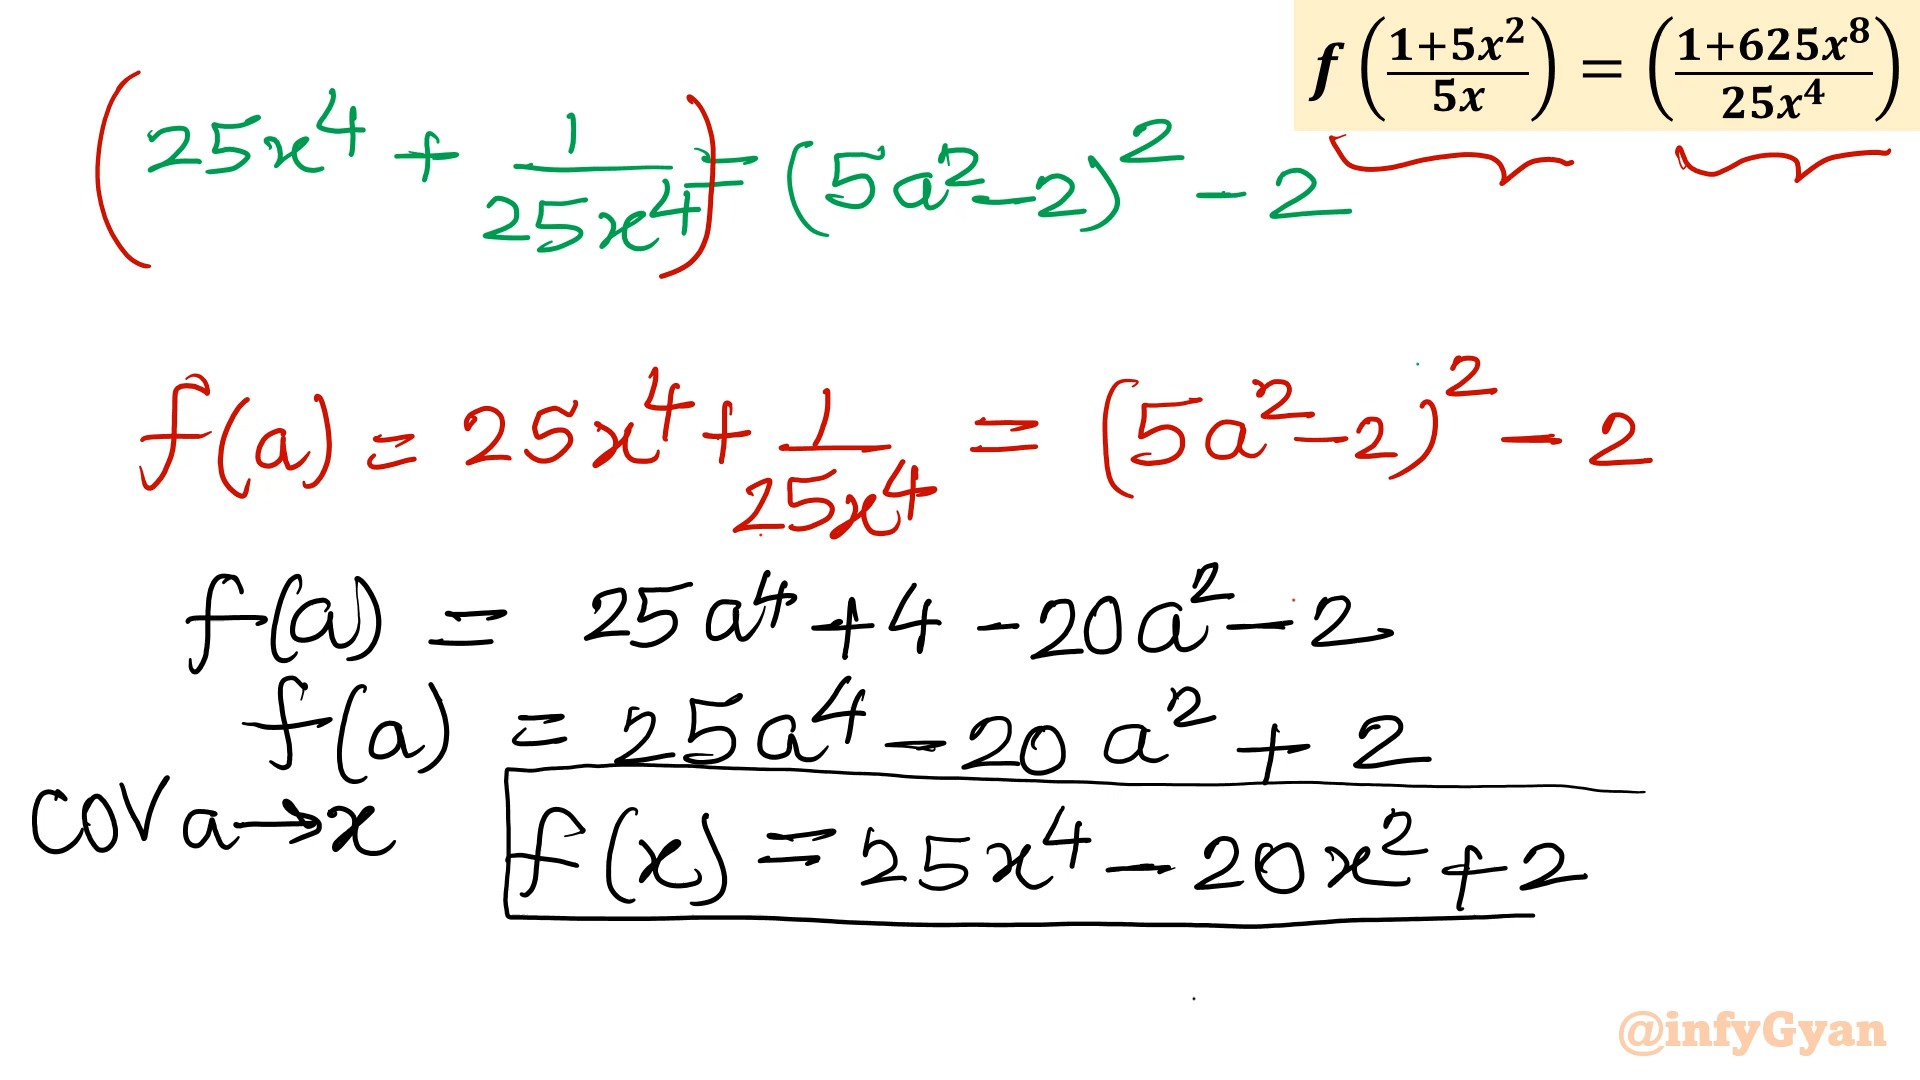 f((1+5x²)/(5x)) = ((1+625x⁸)/(25x⁴))
(25x⁴ + 1/(25x⁴)) = (5a²-2)² - 2
f(a) = 25x⁴ + 1/(25x⁴) = (5a²-2)² - 2
f(a) = 25a⁴ + 4 - 20a² - 2
f(a) = 25a⁴ - 20a² + 2
COV a→x f(x) = 25x⁴ - 20x² + 2
@infyGyan